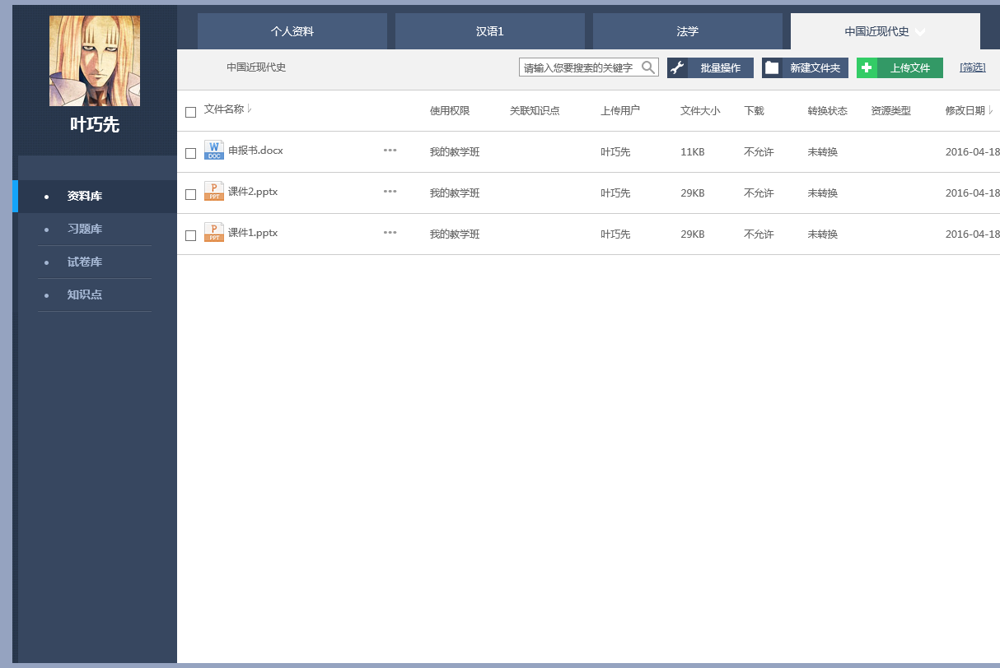 个人资料 汉语1 法学 中国近现代史
叶巧先
中国近现代史 请输入您要搜索的关键字 批量操作 新建文件夹 上传文件 [筛选]
资料库
习题库
试卷库
知识点
文件名称 使用权限 关联知识点 上传用户 文件大小 下载 转换状态 资源类型 修改日期
W DOC 申报书.docx ••• 我的教学班 叶巧先 11KB 不允许 未转换 2016-04-18
P PPT 课件2.pptx ••• 我的教学班 叶巧先 29KB 不允许 未转换 2016-04-18
P PPT 课件1.pptx ••• 我的教学班 叶巧先 29KB 不允许 未转换 2016-04-18